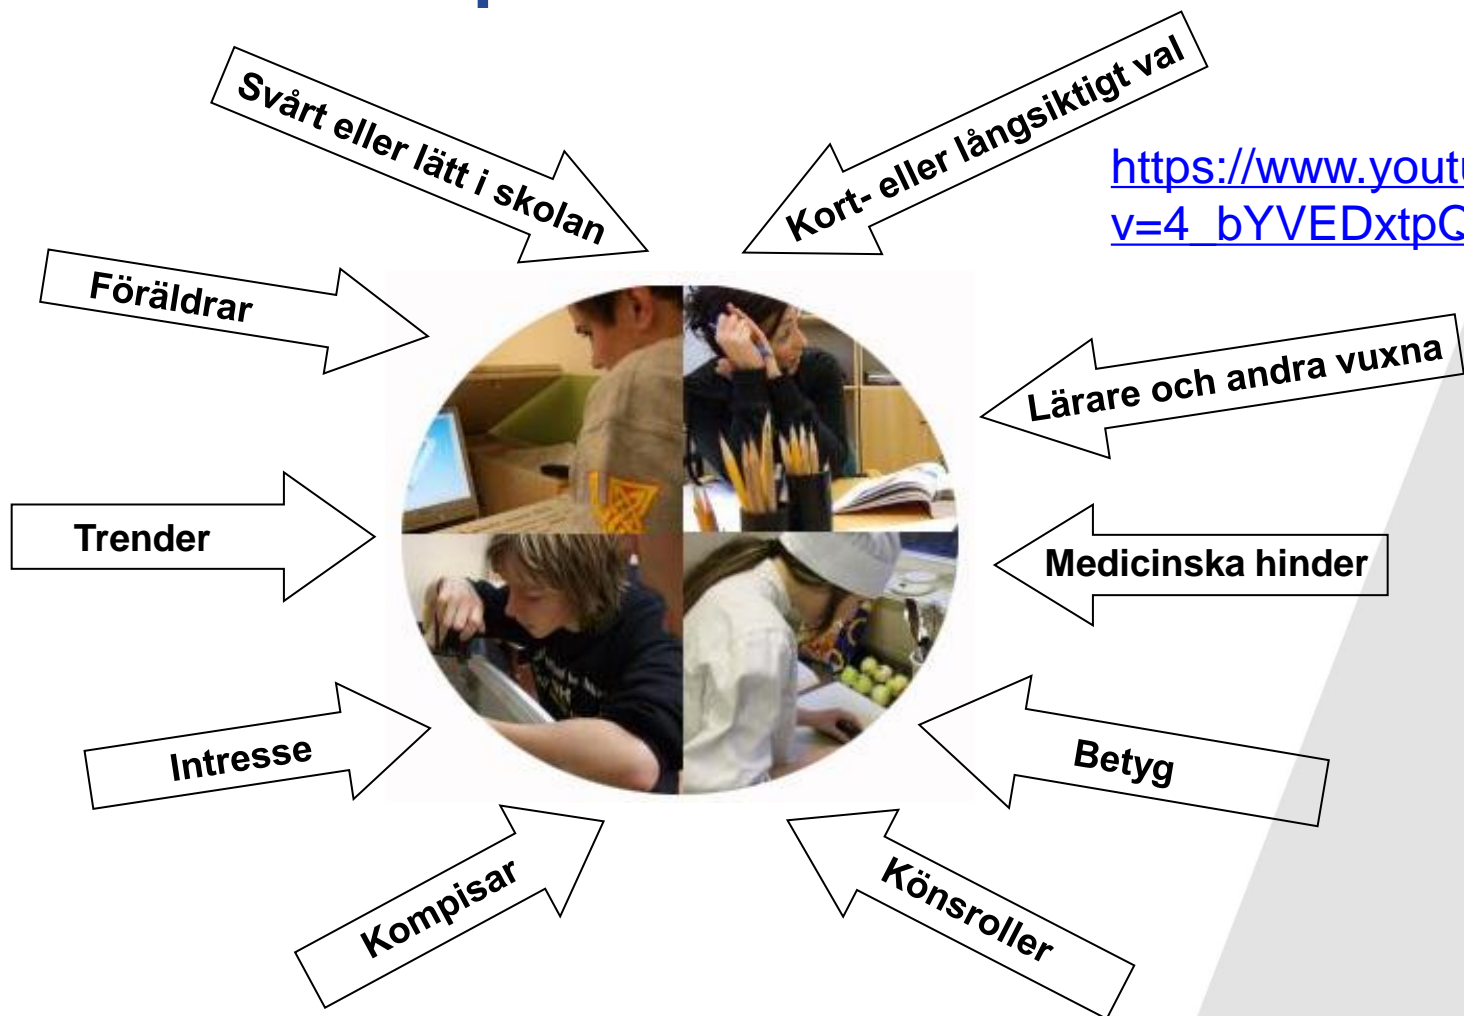 Svårt eller lätt i skolan
Kort- eller långsiktigt val
https://www.yout
v=4_bYVEDxtpQ
Föräldrar
Lärare och andra vuxna
Trender
Medicinska hinder
Intresse
Betyg
Kompisar
Könsroller